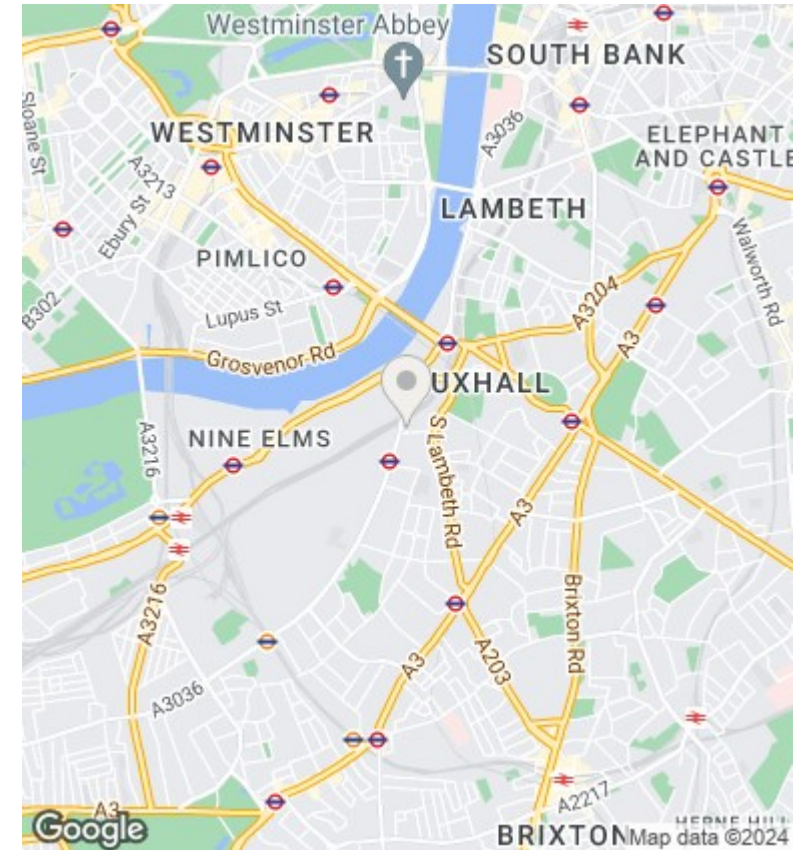 Westminster Abbey
SOUTH BANK
Sloane St
WESTMINSTER
A3036
ELEPHANT
AND CASTLE
A3213
Ebury St
LAMBETH
Walworth Rd
PIMLICO
B302
Lupus St
A3204
Grosvenor Rd
A3
UXHALL
NINE ELMS
A3216
S Lambeth Rd
A3
A3216
Brixton Rd
A3
A203
A3036
A3
A2217
HERNE HILL
BRIXTON
Google
Map data ©2024